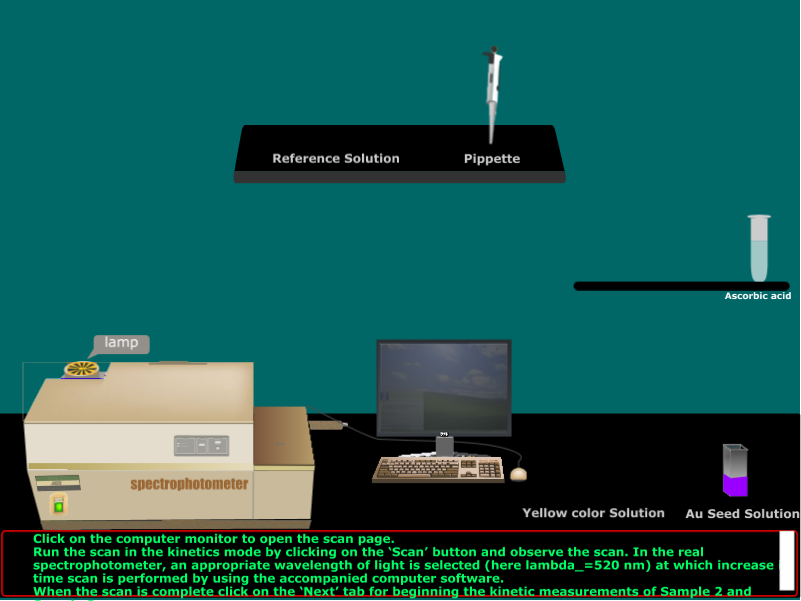 Reference Solution
Pippette
Ascorbic acid
lamp
spectrophotometer
Yellow color Solution
Au Seed Solution
Click on the computer monitor to open the scan page.
Run the scan in the kinetics mode by clicking on the ‘Scan’ button and observe the scan. In the real
spectrophotometer, an appropriate wavelength of light is selected (here lambda_=520 nm) at which increase
time scan is performed by using the accompanied computer software.
When the scan is complete click on the ‘Next’ tab for beginning the kinetic measurements of Sample 2 and